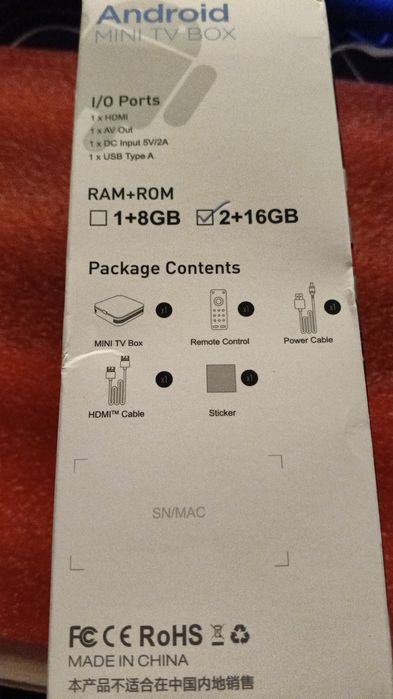 Android
MINI TV BOX
I/O Ports
1 x HDMI
1 x AV Out
1 x DC Input 5V/2A
1 x USB Type A
RAM+ROM
☐ 1+8GB ☑ 2+16GB
Package Contents
x1 x1 x1
MINI TV Box Remote Control Power Cable
x1 x1
HDMI™ Cable Sticker
SN/MAC
FC CE RoHS
MADE IN CHINA
本产品不适合在中国内地销售